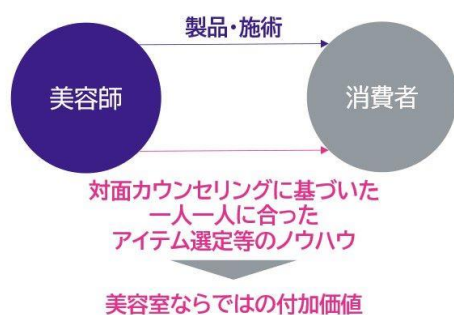 製品・施術
美容師
消費者
対面カウンセリングに基づいた
一人一人に合った
アイテム選定等のノウハウ
美容室ならではの付加価値